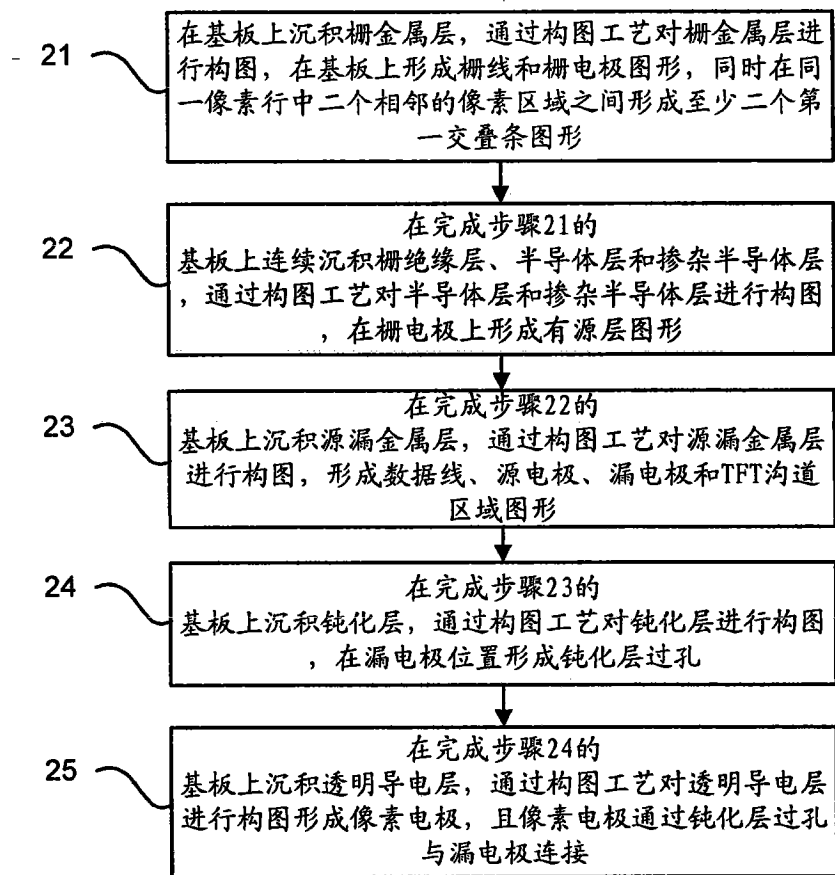 21
在基板上沉积栅金属层，通过构图工艺对栅金属层进
行构图，在基板上形成栅线和栅电极图形，同时在同
一像素行中二个相邻的像素区域之间形成至少二个第
一交叠条图形
22
在完成步骤21的
基板上连续沉积栅绝缘层、半导体层和掺杂半导体层
，通过构图工艺对半导体层和掺杂半导体层进行构图
，在栅电极上形成有源层图形
23
在完成步骤22的
基板上沉积源漏金属层，通过构图工艺对源漏金属层
进行构图，形成数据线、源电极、漏电极和TFT沟道
区域图形
24
在完成步骤23的
基板上沉积钝化层，通过构图工艺对钝化层进行构图
，在漏电极位置形成钝化层过孔
25
在完成步骤24的
基板上沉积透明导电层，通过构图工艺对透明导电层
进行构图形成像素电极，且像素电极通过钝化层过孔
与漏电极连接